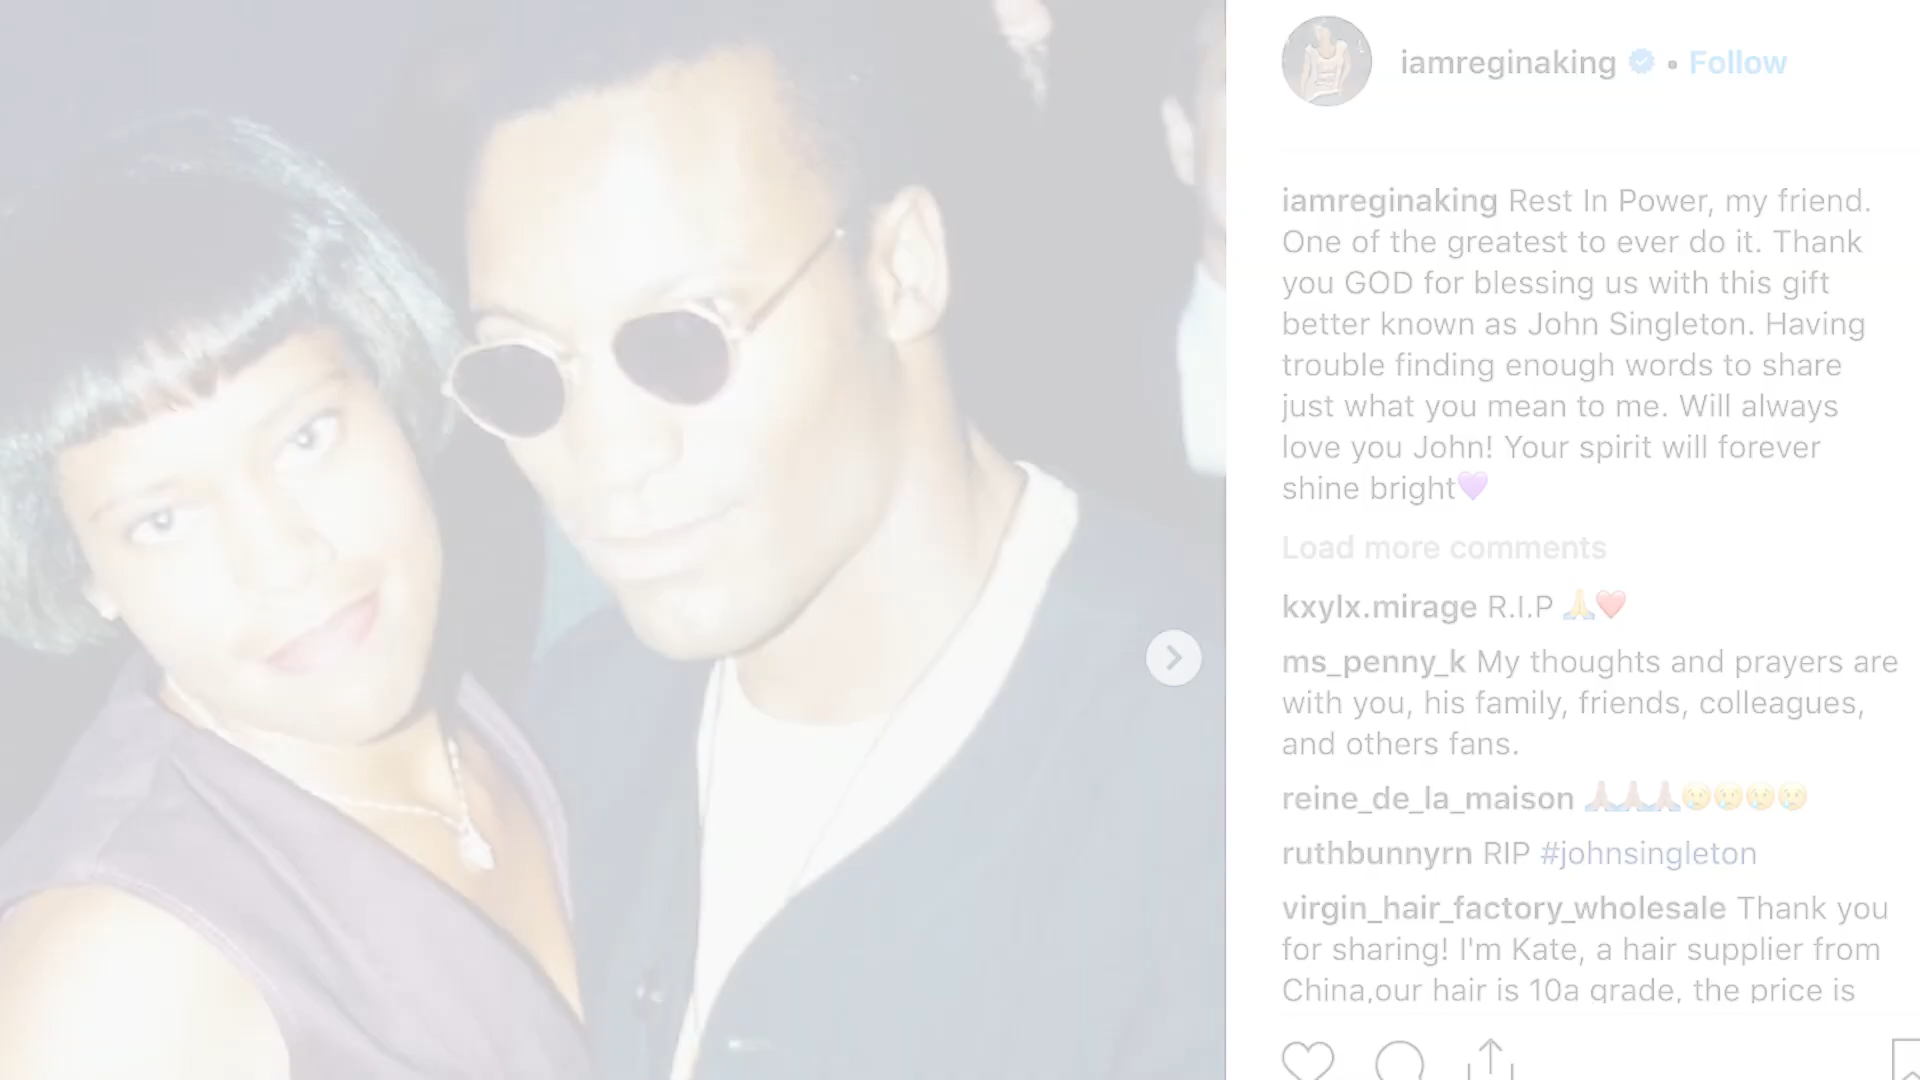 iamreginaking • Follow
iamreginaking Rest In Power, my friend.
One of the greatest to ever do it. Thank
you GOD for blessing us with this gift
better known as John Singleton. Having
trouble finding enough words to share
just what you mean to me. Will always
love you John! Your spirit will forever
shine bright💜
Load more comments
kxylx.mirage R.I.P 🙏❤️
ms_penny_k My thoughts and prayers are
with you, his family, friends, colleagues,
and others fans.
reine_de_la_maison 🙏🏽🙏🏽🙏🏽😢😢😢😢
ruthbunnyrn RIP #johnsingleton
virgin_hair_factory_wholesale Thank you
for sharing! I'm Kate, a hair supplier from
China,our hair is 10a grade, the price is